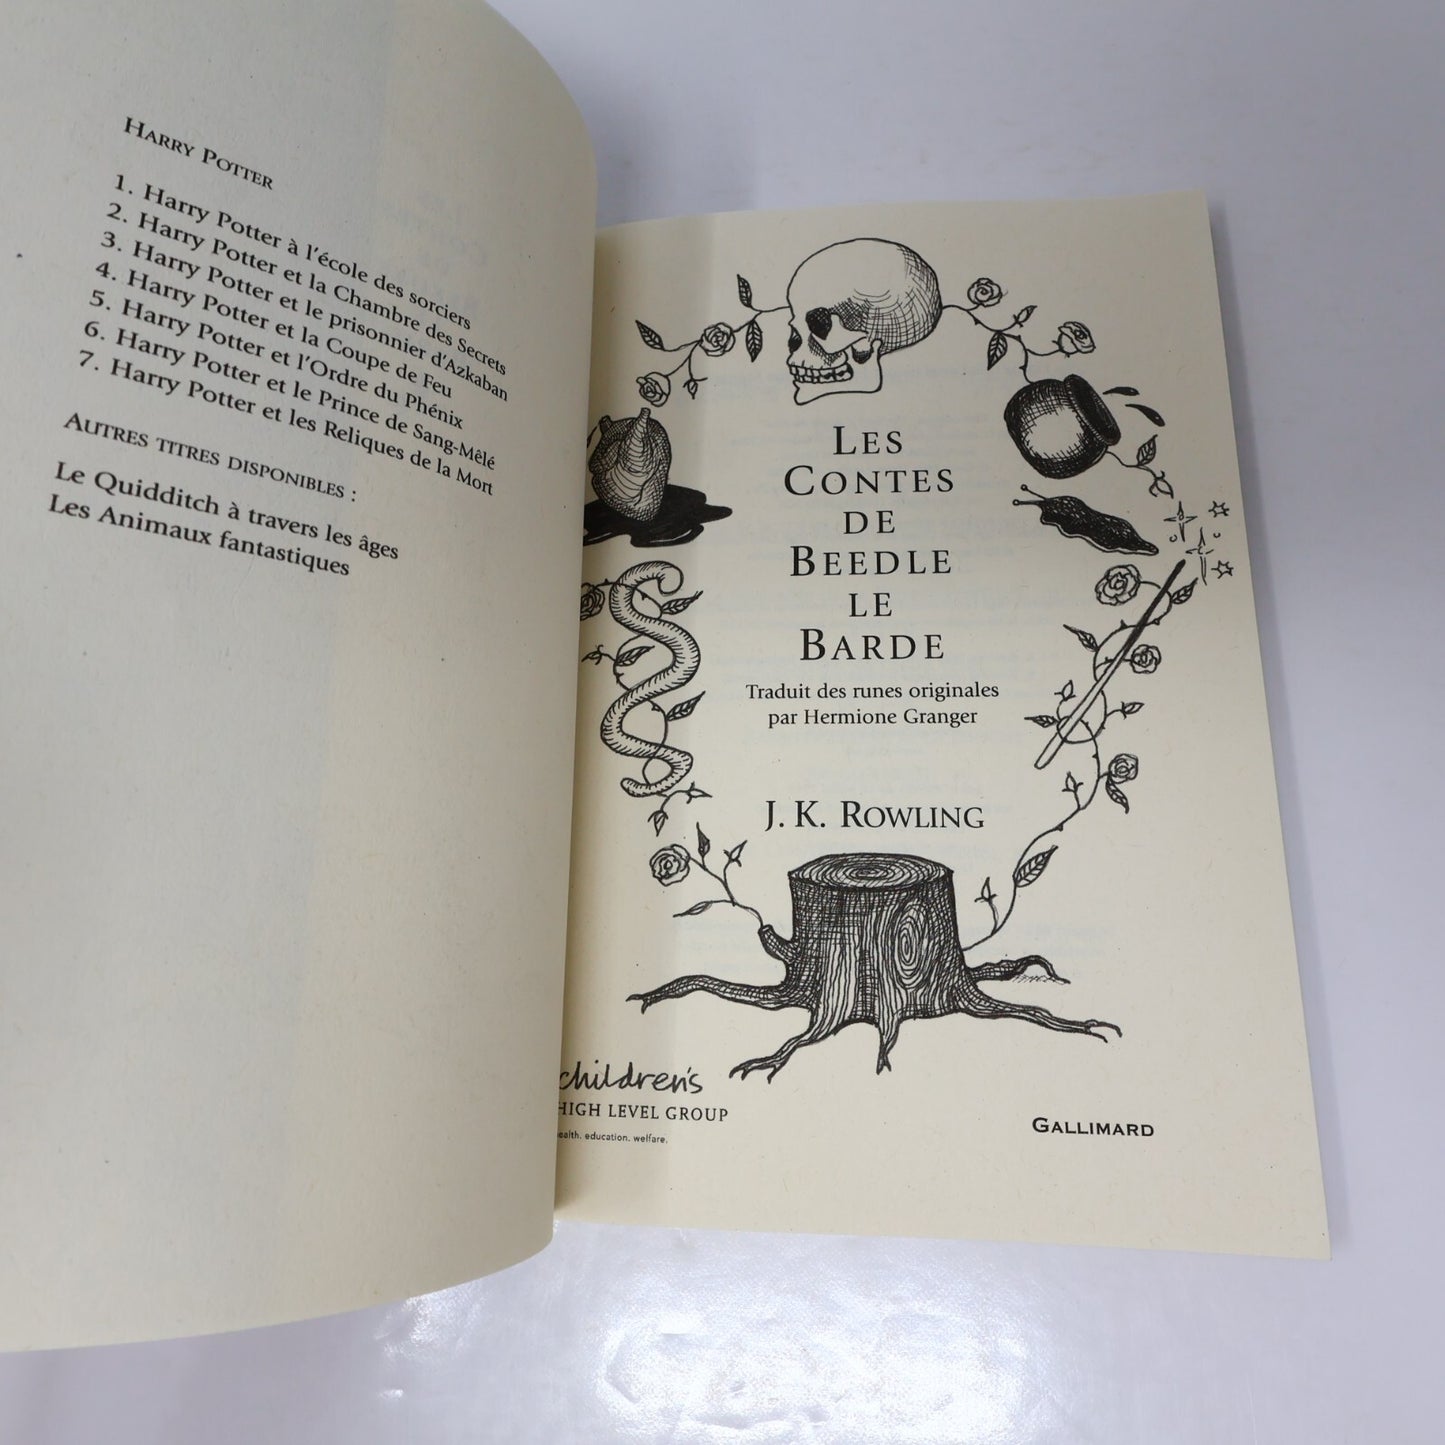 HARRY POTTER
1. Harry Potter à l'école des sorciers
2. Harry Potter et la Chambre des Secrets
3. Harry Potter et le prisonnier d'Azkaban
4. Harry Potter et la Coupe de Feu
5. Harry Potter et l'Ordre du Phénix
6. Harry Potter et le Prince de Sang-Mêlé
7. Harry Potter et les Reliques de la Mort
AUTRES TITRES DISPONIBLES :
Le Quidditch à travers les âges
Les Animaux fantastiques
LES
CONTES
DE
BEEDLE
LE
BARDE
Traduit des runes originales
par Hermione Granger
J. K. ROWLING
children's
HIGH LEVEL GROUP
education. welfare.
GALLIMARD